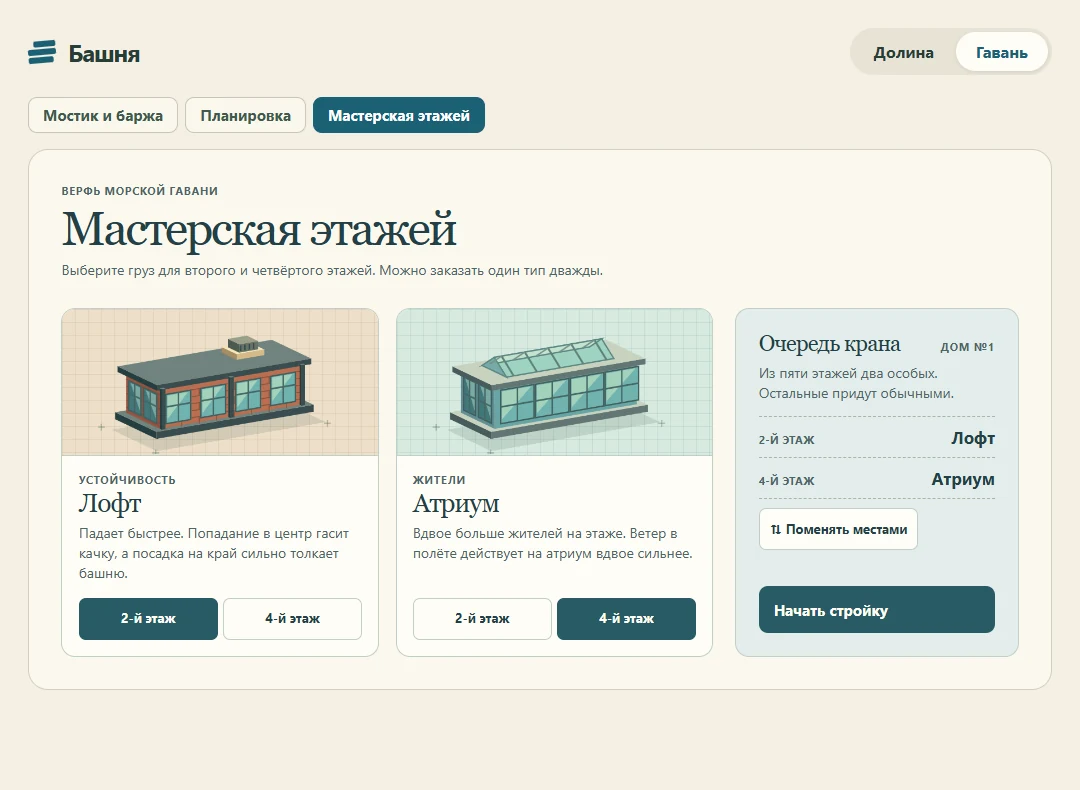 Башня
Долина
Гавань
Мостик и баржа
Планировка
Мастерская этажей
ВЕРФЬ МОРСКОЙ ГАВАНИ
Мастерская этажей
Выберите груз для второго и четвёртого этажей. Можно заказать один тип дважды.
УСТОЙЧИВОСТЬ
Лофт
Падает быстрее. Попадание в центр гасит
качку, а посадка на край сильно толкает
башню.
2-й этаж
4-й этаж
ЖИТЕЛИ
Атриум
Вдвое больше жителей на этаже. Ветер в
полёте действует на атриум вдвое сильнее.
2-й этаж
4-й этаж
Очередь крана
ДОМ №1
Из пяти этажей два особых.
Остальные придут обычными.
2-Й ЭТАЖ
Лофт
4-Й ЭТАЖ
Атриум
⇅ Поменять местами
Начать стройку